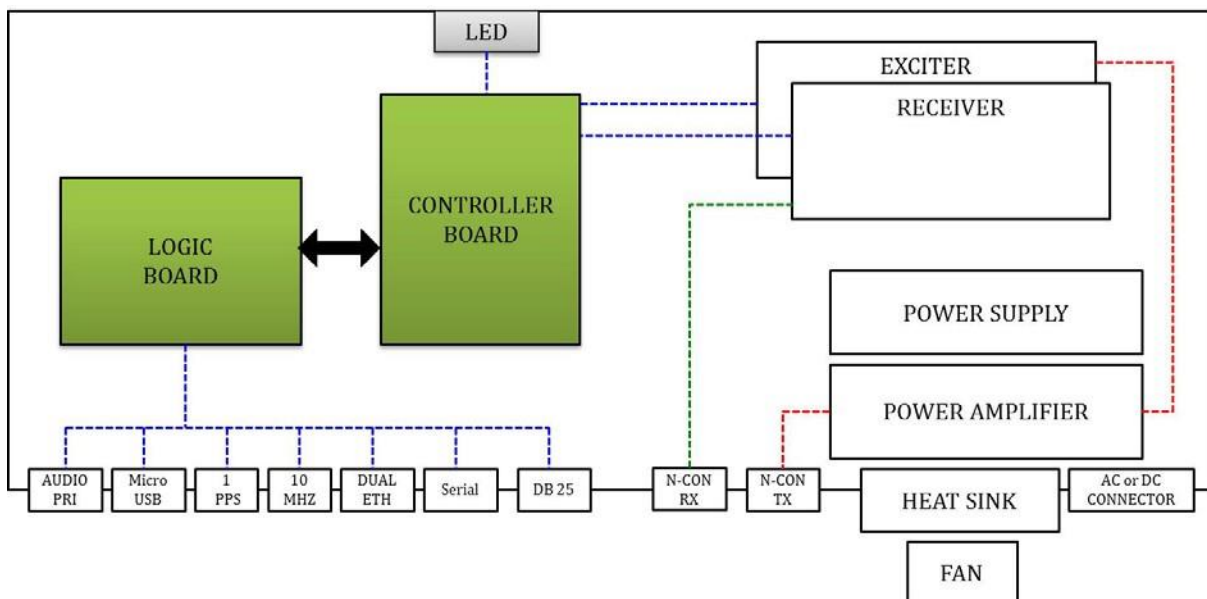 LED
EXCITER
RECEIVER
CONTROLLER
BOARD
LOGIC
BOARD
POWER SUPPLY
POWER AMPLIFIER
AUDIO
PRI
Micro
USB
1
PPS
10
MHZ
DUAL
ETH
Serial
DB 25
N-CON
RX
N-CON
TX
HEAT SINK
AC or DC
CONNECTOR
FAN